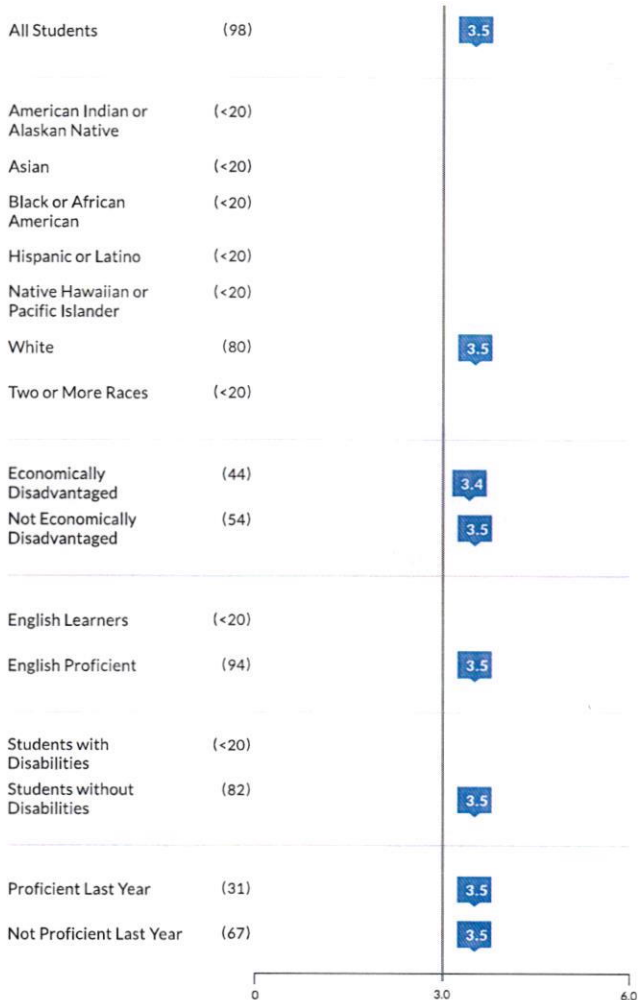 All Students (98) 3.5
American Indian or (<20)
Alaskan Native
Asian (<20)
Black or African (<20)
American
Hispanic or Latino (<20)
Native Hawaiian or (<20)
Pacific Islander
White (80) 3.5
Two or More Races (<20)
Economically (44) 3.4
Disadvantaged
Not Economically (54) 3.5
Disadvantaged
English Learners (<20)
English Proficient (94) 3.5
Students with (<20)
Disabilities
Students without (82) 3.5
Disabilities
Proficient Last Year (31) 3.5
Not Proficient Last Year (67) 3.5
0 3.0 6.0